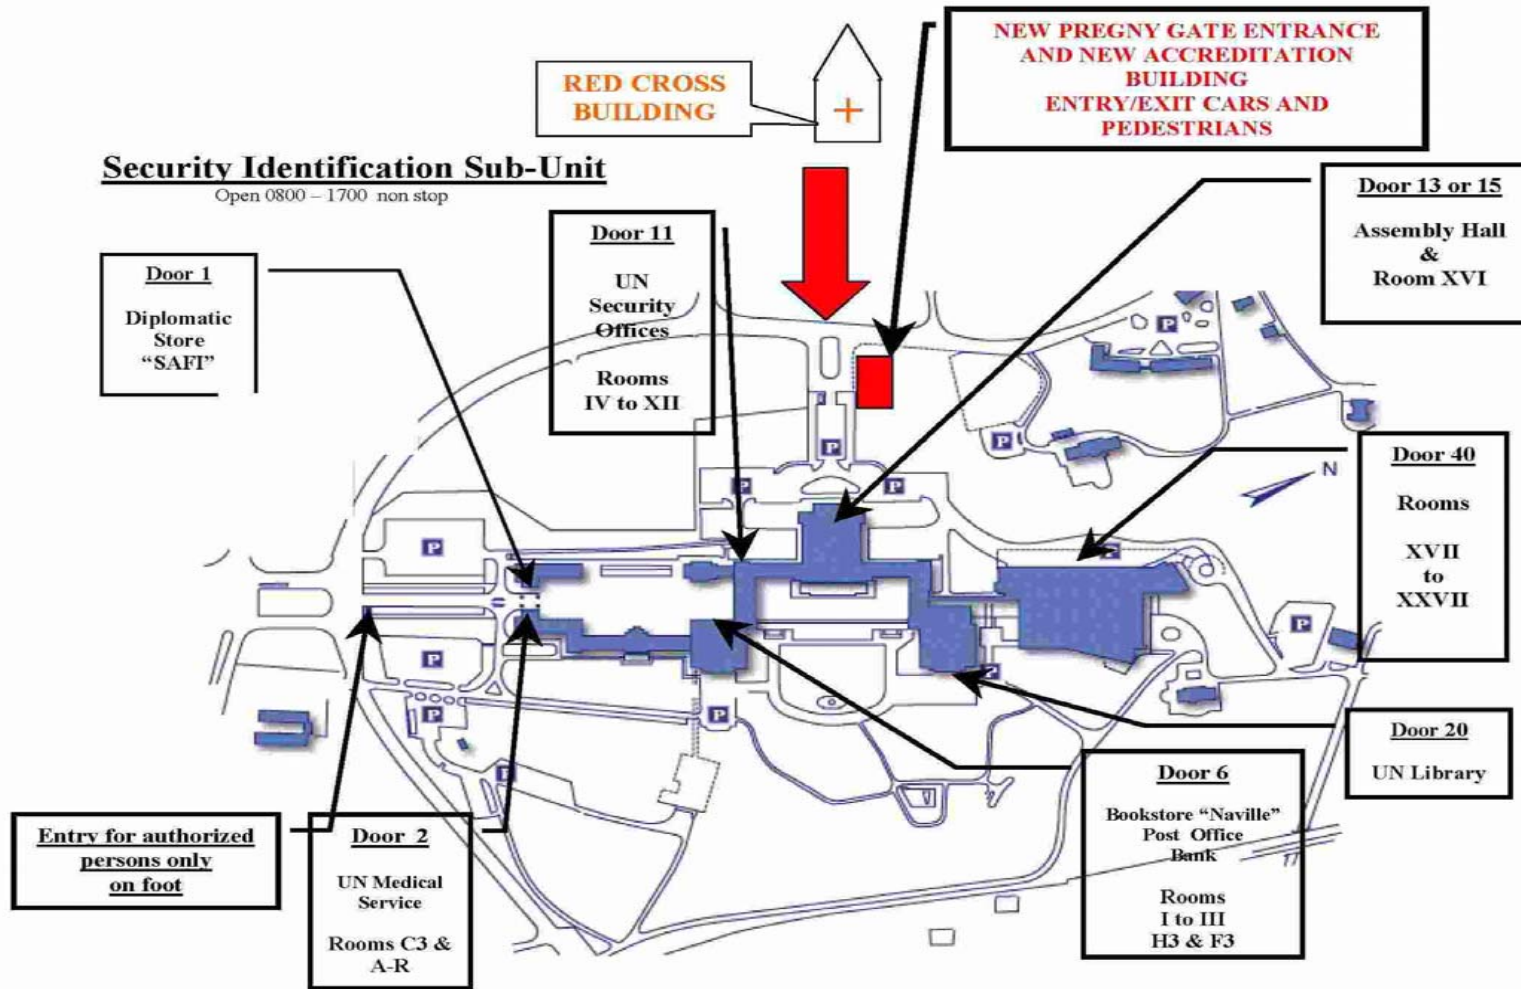 NEW PREGNY GATE ENTRANCE
AND NEW ACCREDITATION
BUILDING
ENTRY/EXIT CARS AND
PEDESTRIANS
RED CROSS
BUILDING
Security Identification Sub-Unit
Open 0800 – 1700 non stop
Door 1
Diplomatic
Store
“SAFI”
Door 11
UN
Security
Offices
Rooms
IV to XII
Door 13 or 15
Assembly Hall
&
Room XVI
Door 40
Rooms
XVII
to
XXVII
N
P
P
P
P
P
P
P
P
P
P
P
P
P
Door 20
UN Library
Door 6
Bookstore “Naville”
Post Office
Bank
Rooms
I to III
H3 & F3
Door 2
UN Medical
Service
Rooms C3 &
A-R
Entry for authorized
persons only
on foot